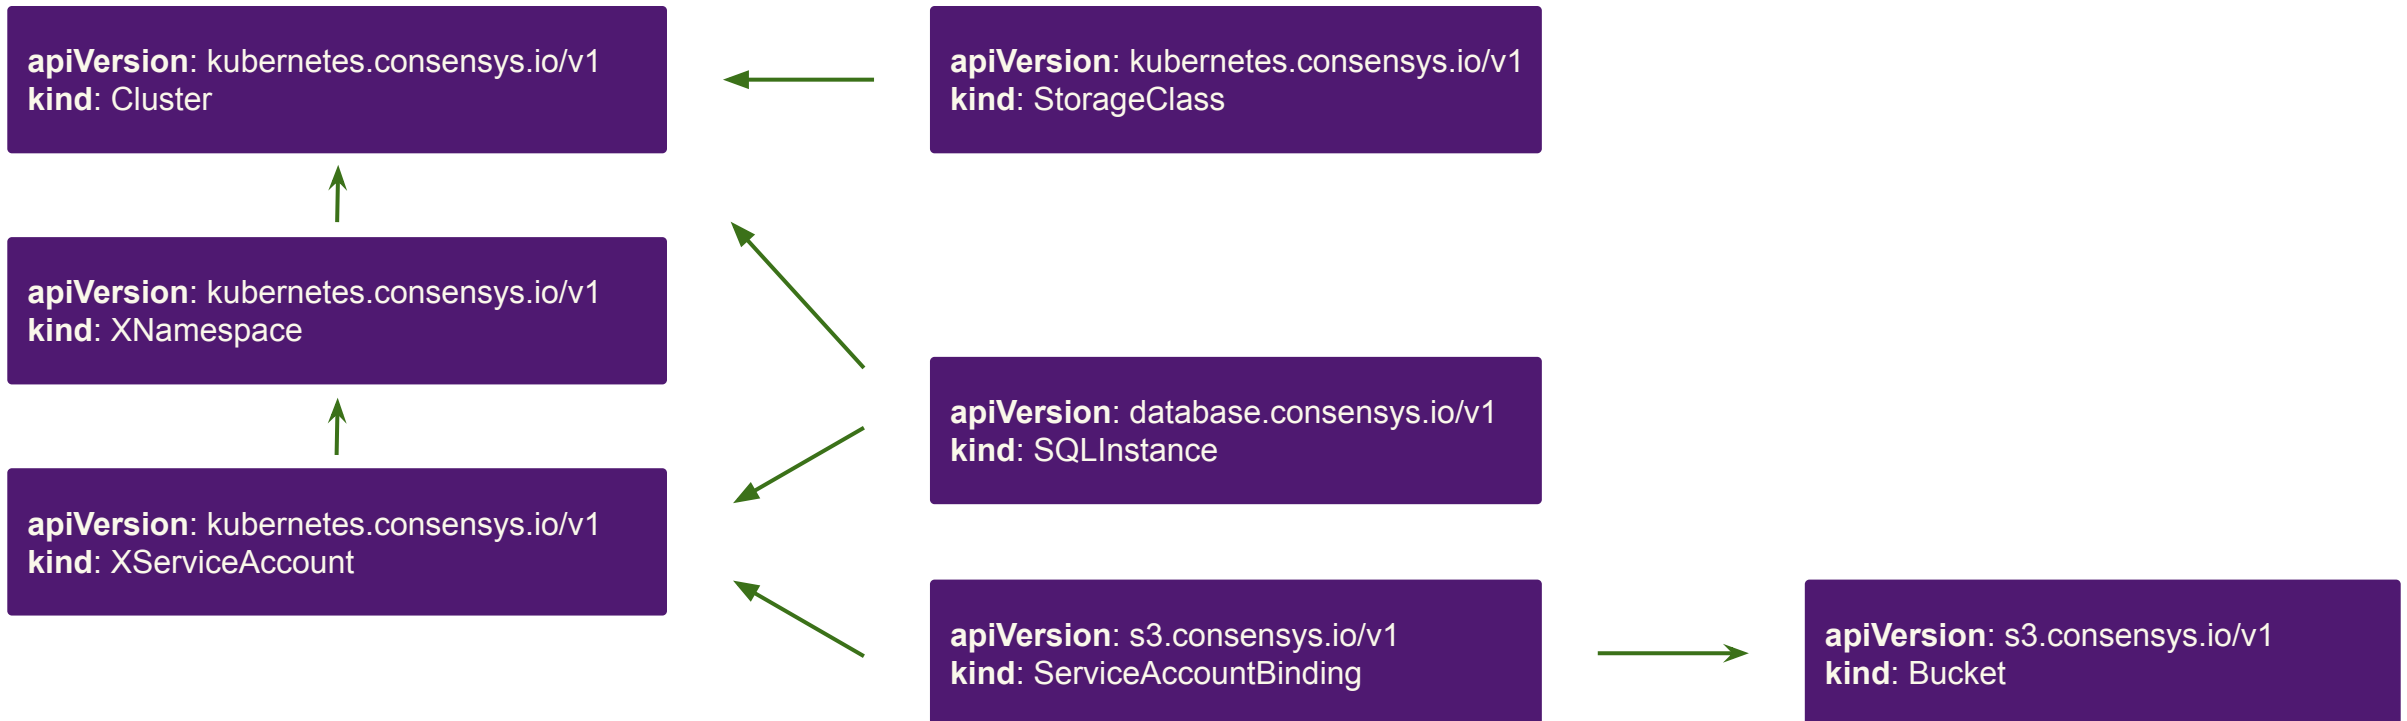 apiVersion: kubernetes.consensys.io/v1
kind: Cluster
apiVersion: kubernetes.consensys.io/v1
kind: StorageClass
apiVersion: kubernetes.consensys.io/v1
kind: XNamespace
apiVersion: database.consensys.io/v1
kind: SQLInstance
apiVersion: kubernetes.consensys.io/v1
kind: XServiceAccount
apiVersion: s3.consensys.io/v1
kind: ServiceAccountBinding
apiVersion: s3.consensys.io/v1
kind: Bucket